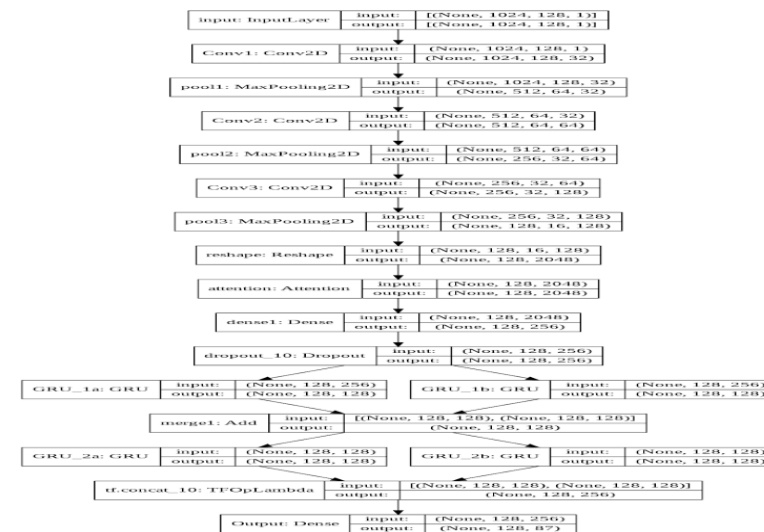 input: InputLayer input: [(None, 1024, 128, 1)]
output: [(None, 1024, 128, 1)]
Conv1: Conv2D input: (None, 1024, 128, 1)
output: (None, 1024, 128, 32)
pool1: MaxPooling2D input: (None, 1024, 128, 32)
output: (None, 512, 64, 32)
Conv2: Conv2D input: (None, 512, 64, 32)
output: (None, 512, 64, 64)
pool2: MaxPooling2D input: (None, 512, 64, 64)
output: (None, 256, 32, 64)
Conv3: Conv2D input: (None, 256, 32, 64)
output: (None, 256, 32, 128)
pool3: MaxPooling2D input: (None, 256, 32, 128)
output: (None, 128, 16, 128)
reshape: Reshape input: (None, 128, 16, 128)
output: (None, 128, 2048)
attention: Attention input: (None, 128, 2048)
output: (None, 128, 2048)
dense1: Dense input: (None, 128, 2048)
output: (None, 128, 256)
dropout_10: Dropout input: (None, 128, 256)
output: (None, 128, 256)
GRU_1a: GRU input: (None, 128, 256)
output: (None, 128, 128)
GRU_1b: GRU input: (None, 128, 256)
output: (None, 128, 128)
merge1: Add input: [(None, 128, 128), (None, 128, 128)]
output: (None, 128, 128)
GRU_2a: GRU input: (None, 128, 128)
output: (None, 128, 128)
GRU_2b: GRU input: (None, 128, 128)
output: (None, 128, 128)
tf.concat_10: TFOpLambda input: [(None, 128, 128), (None, 128, 128)]
output: (None, 128, 256)
Output: Dense input: (None, 128, 256)
output: (None, 128, 87)